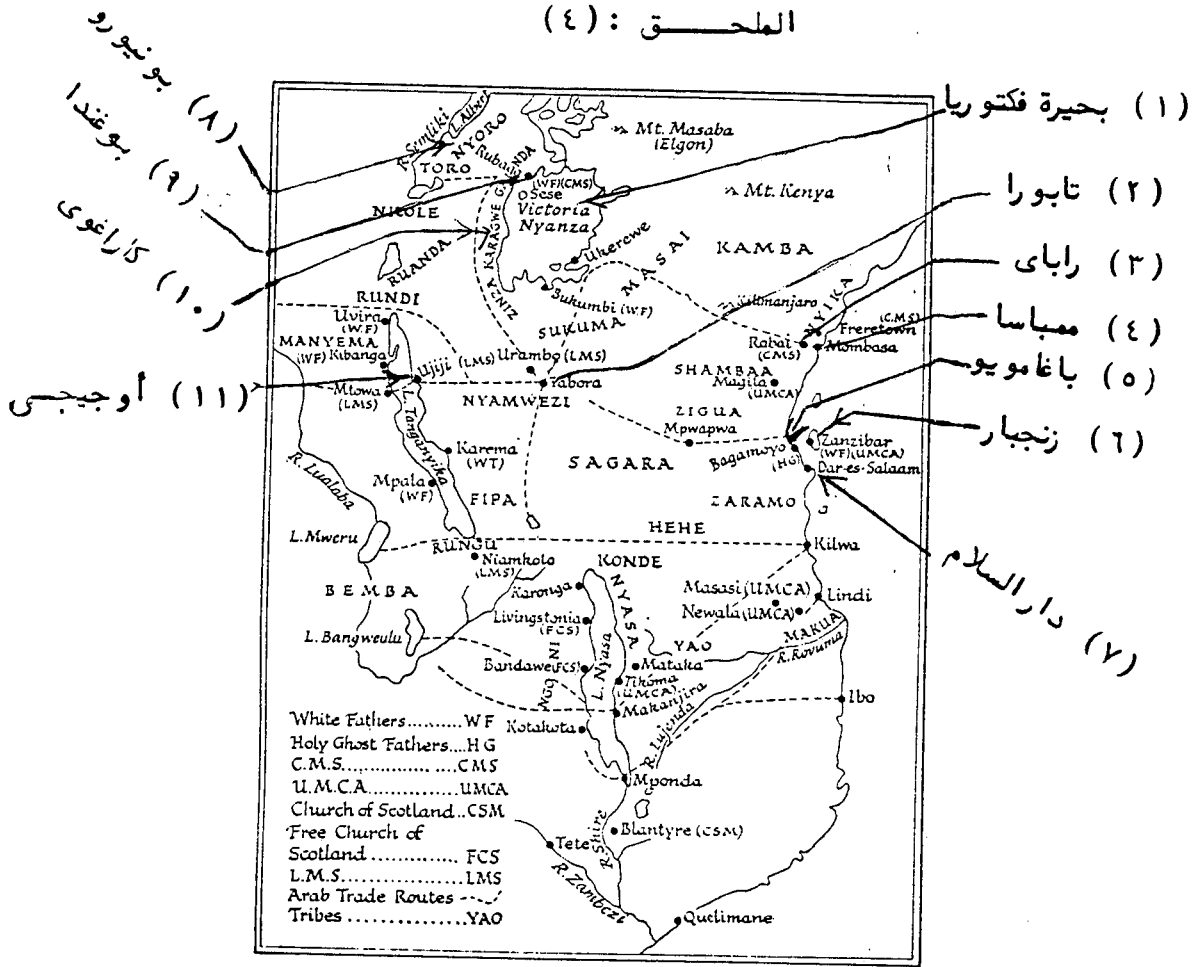 الملحـــــق : (٤)
(١) بحيرة فكتوريا
(٢) تابورا
(٣) راباى
(٤) ممباسا
(٥) باغامويو
(٦) زنجبار
(٧) دار السلام
(٨) بونيورو
(٩) بوغندا
(١٠) كاراغوى
(١١) أوجيجى
R. Semliki
L. Albert
NYORO
TORO
Rubaga
(WF)(CMS)
Sese
Victoria
Nyanza
Mt. Masaba
(Elgon)
Mt. Kenya
NKOLE
KARAGWE
RUANDA
ZINZA
Ukerewe
MASAI
KAMBA
RUNDI
Bukumbi (W.F)
SUKUMA
Kilimanjaro
NYIKA
(C.M.S)
Freretown
Mombasa
Rabai
(CMS)
Uvira
(W.F)
MANYEMA
(WF) Kibanga
Ujiji (LMS)
Urambo (LMS)
Tabora
Mtowa
(LMS)
NYAMWEZI
SHAMBAA
Magila
(UMCA)
ZIGUA
Mpwapwa
Bagamoyo
(HG)
Zanzibar
(WF)(UMCA)
Dar-es-Salaam
L. Tanganyika
Karema
(WT)
SAGARA
R. Lualaba
Mpala
(WF)
FIPA
ZARAMO
HEHE
L. Mweru
RUNGU
Niamkolo
(LMS)
KONDE
Kilwa
BEMBA
Karonga
NYASA
Masasi (UMCA)
Newala (UMCA)
Lindi
Livingstonia
(FCS)
L. Bangweulu
YAO
MAKUA
R. Rovuma
NGONI
Bandawe (FCS)
L. Nyasa
Mataka
(UMCA)
Makanjira
Ibo
Kotakota
R. Lujenda
Mponda
R. Shire
Blantyre (CSM)
Tete
R. Zambezi
Quelimane
White Fathers.........WF
Holy Ghost Fathers....HG
C.M.S..................CMS
U.M.C.A...............UMCA
Church of Scotland..CSM
Free Church of
Scotland ............. FCS
L.M.S..................LMS
Arab Trade Routes
Tribes ................YAO